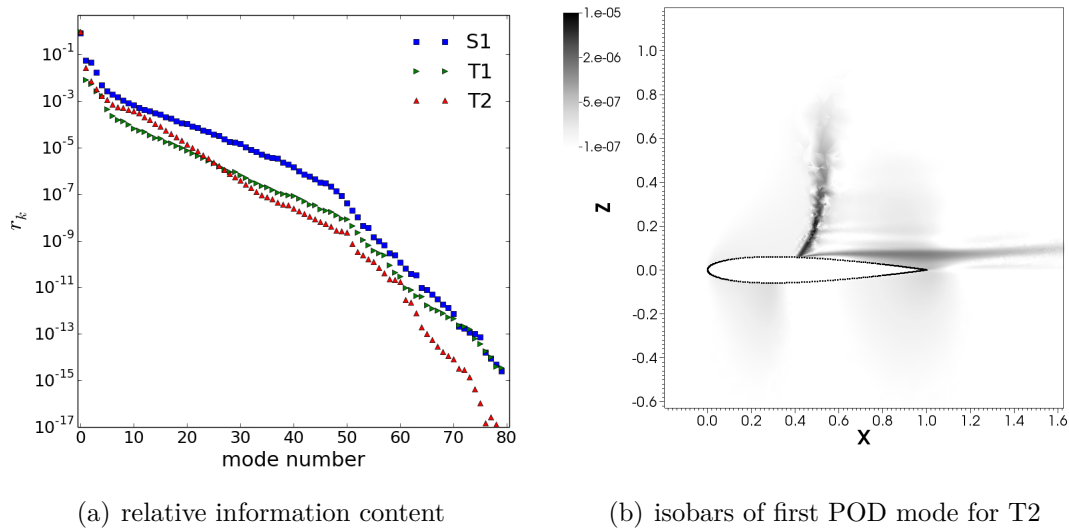 10^{-1}
10^{-3}
10^{-5}
10^{-7}
10^{-9}
10^{-11}
10^{-13}
10^{-15}
10^{-17}
r_k
0 10 20 30 40 50 60 70 80
mode number
S1
T1
T2
(a) relative information content
1.e-05
2.e-06
5.e-07
-1.e-07
1.0
0.8
0.6
0.4
0.2
0.0
-0.2
-0.4
-0.6
Z
0.0 0.2 0.4 0.6 0.8 1.0 1.2 1.4 1.6
X
(b) isobars of first POD mode for T2